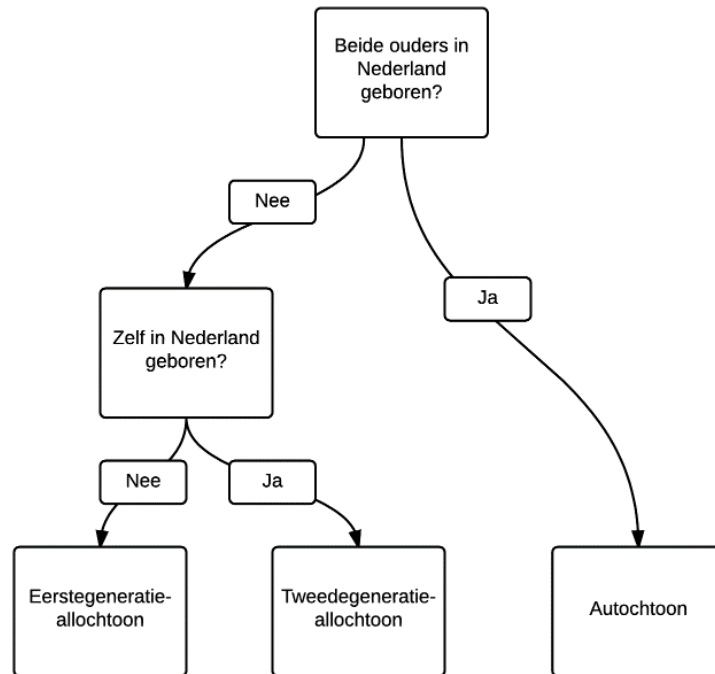 Beide ouders in
Nederland
geboren?
Nee
Ja
Zelf in Nederland
geboren?
Nee
Ja
Eerstegeneratie-
allochtoon
Tweedegeneratie-
allochtoon
Autochtoon